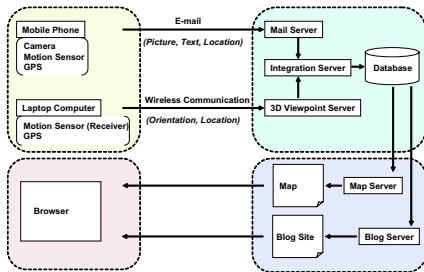 Mobile Phone
Camera
Motion Sensor
GPS
E-mail
(Picture, Text, Location)
Mail Server
Integration Server
Database
Laptop Computer
Motion Sensor (Receiver)
GPS
Wireless Communication
(Orientation, Location)
3D Viewpoint Server
Browser
Map
Map Server
Blog Site
Blog Server